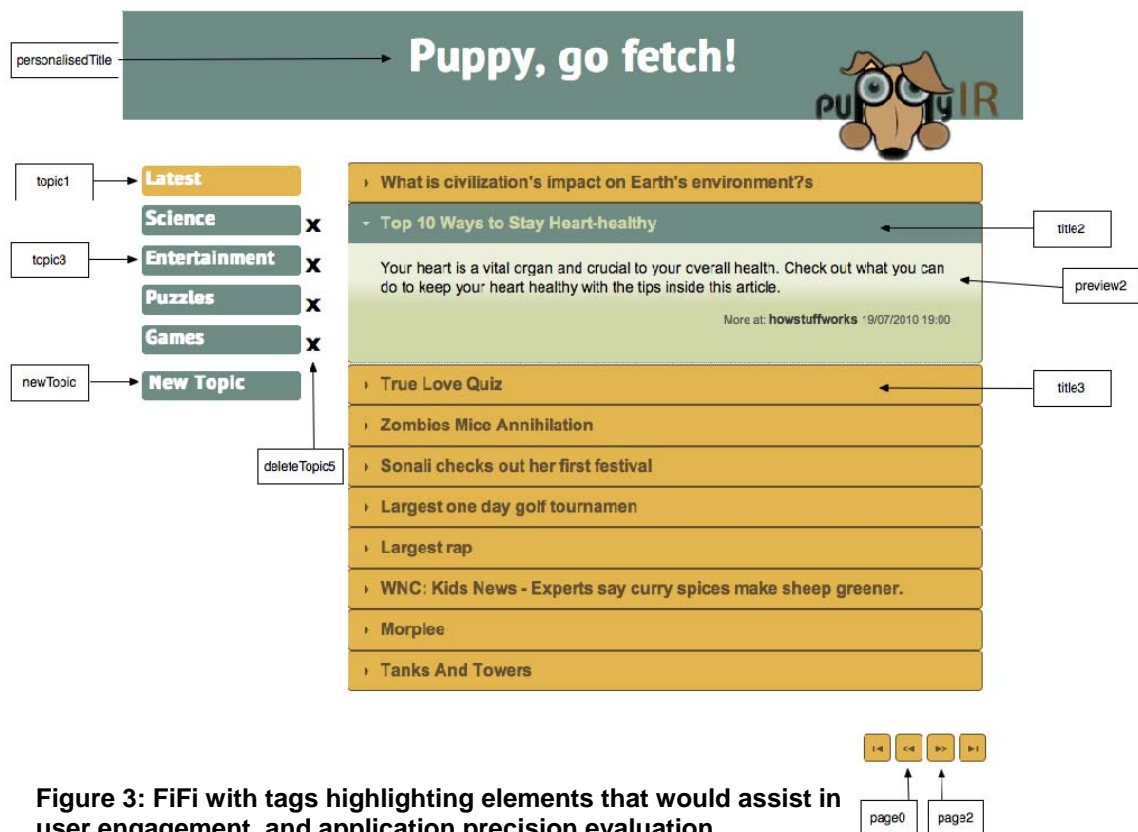 personalisedTitle
Puppy, go fetch!
puppyIR
topic1
Latest
Science x
topic3
Entertainment x
Puzzles x
Games x
newTopic
New Topic
deleteTopic5
What is civilization's impact on Earth's environment?s
Top 10 Ways to Stay Heart-healthy
title2
Your heart is a vital organ and crucial to your overall health. Check out what you can
do to keep your heart healthy with the tips inside this article.
preview2
More at: howstuffworks 19/07/2010 19:00
True Love Quiz
title3
Zombies Mice Annihilation
Sonali checks out her first festival
Largest one day golf tournamen
Largest rap
WNC: Kids News - Experts say curry spices make sheep greener.
Morplee
Tanks And Towers
page0
page2
Figure 3: FiFi with tags highlighting elements that would assist in
user engagement, and application precision evaluation